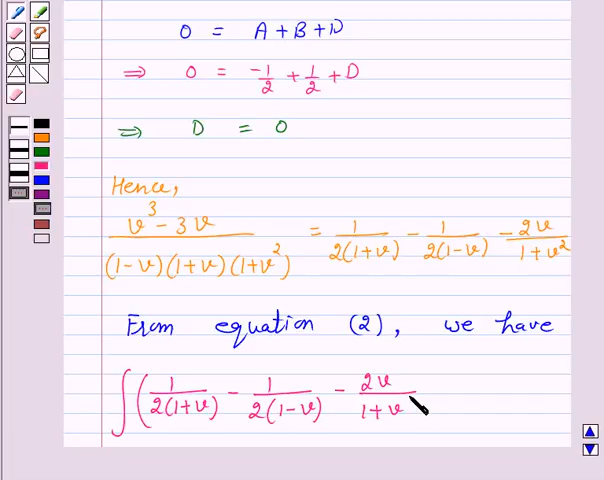 0 = A + B + D
⇒ 0 = -1/2 + 1/2 + D
⇒ D = 0
Hence,
v³ - 3v / (1-v)(1+v)(1+v²) = 1/2(1+v) - 1/2(1-v) - 2v/1+v²
From equation (2), we have
∫(1/2(1+v) - 1/2(1-v) - 2v/1+v